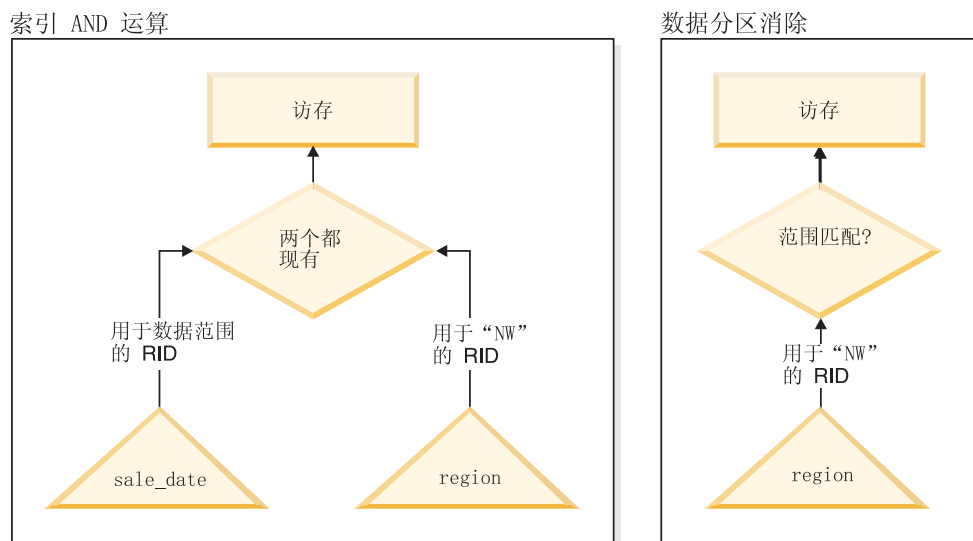 索引 AND 运算
访存
两个都
现有
用于数据范围
的 RID
用于“NW”
的 RID
sale_date
region
数据分区消除
访存
范围匹配?
用于“NW”
的 RID
region